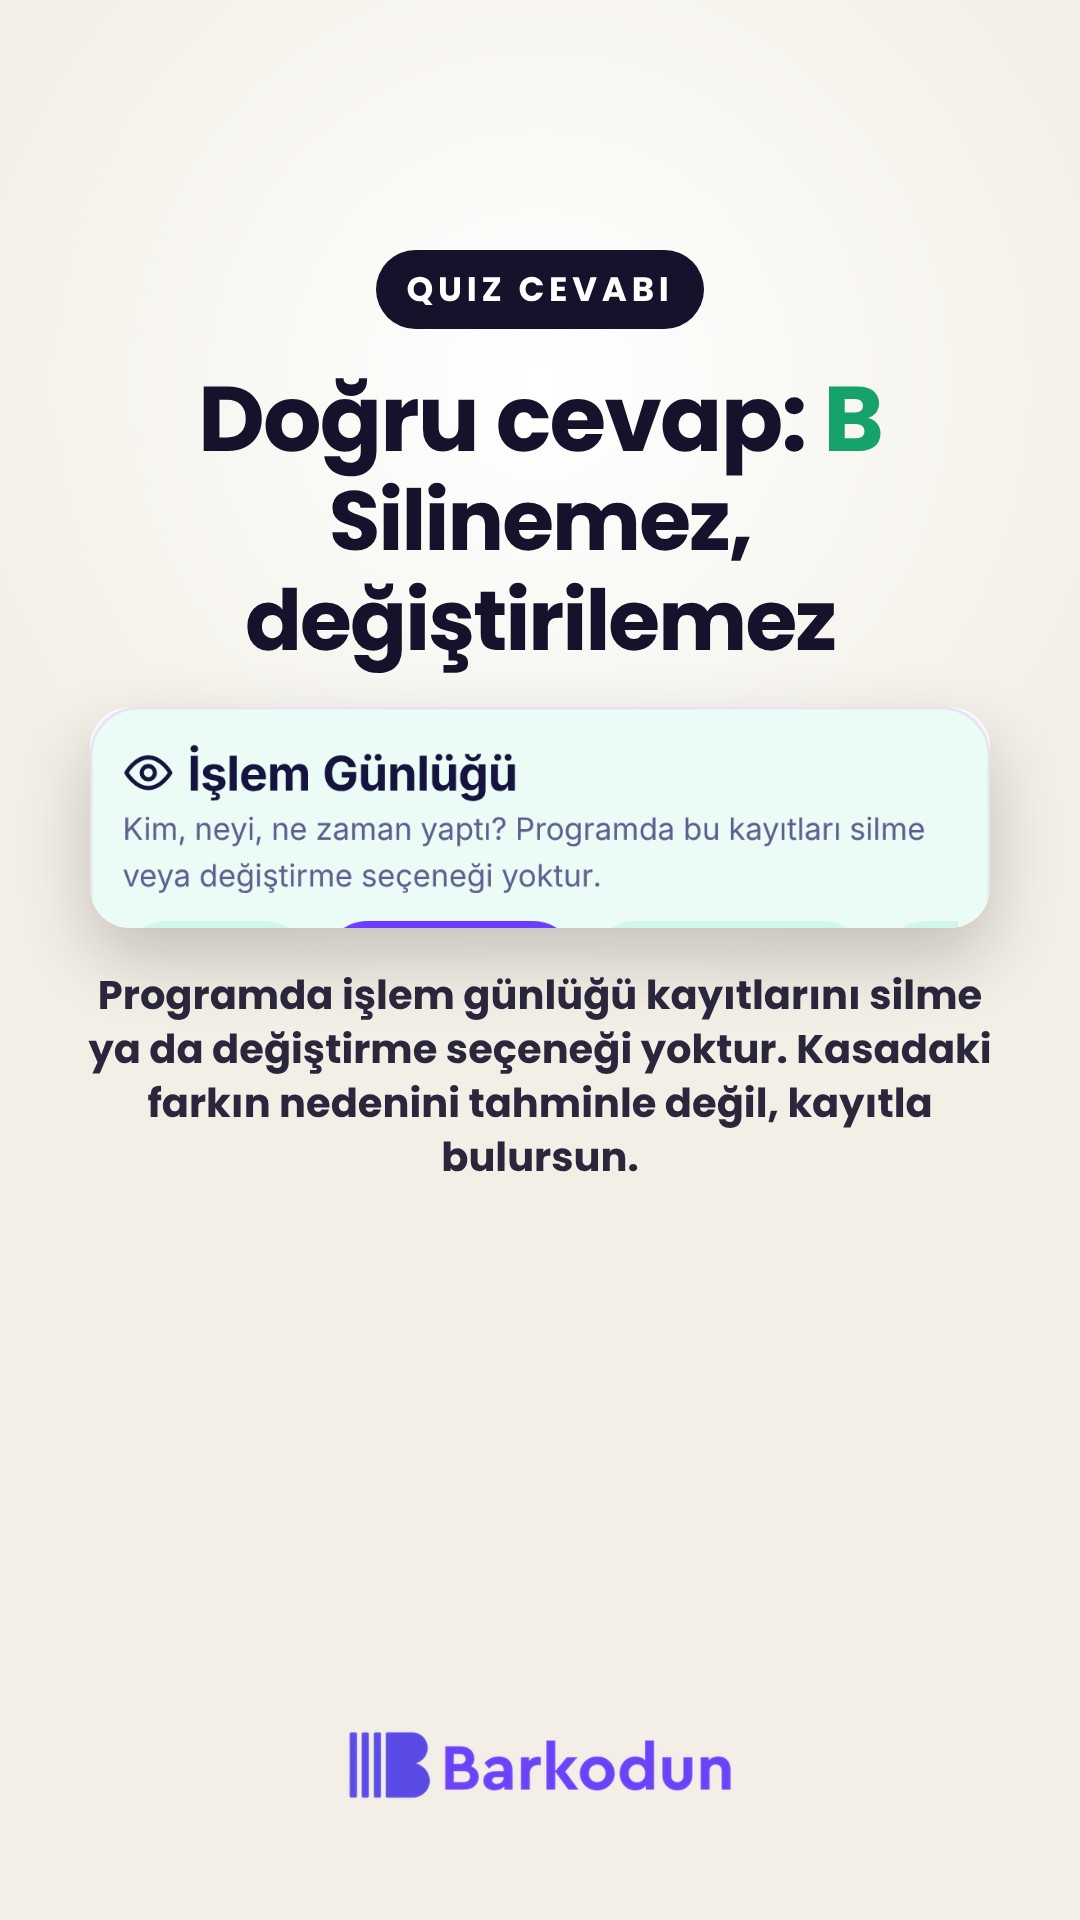 QUIZ CEVABI
Doğru cevap: B
Silinemez,
değiştirilemez
İşlem Günlüğü
Kim, neyi, ne zaman yaptı? Programda bu kayıtları silme
veya değiştirme seçeneği yoktur.
Programda işlem günlüğü kayıtlarını silme
ya da değiştirme seçeneği yoktur. Kasadaki
farkın nedenini tahminle değil, kayıtla
bulursun.
Barkodun